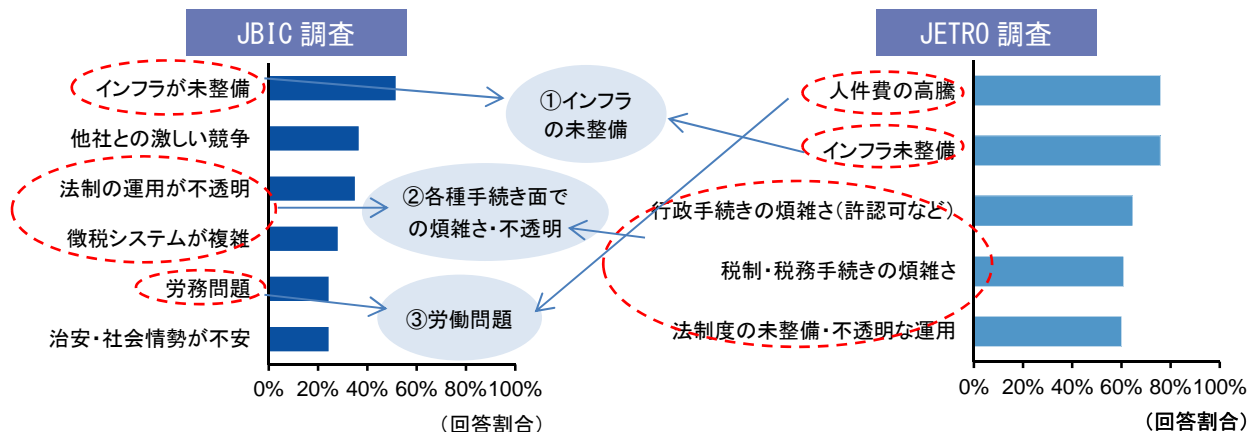 JBIC 調査
インフラが未整備
他社との激しい競争
法制の運用が不透明
徴税システムが複雑
労務問題
治安・社会情勢が不安
0% 20% 40% 60% 80% 100%
(回答割合)
①インフラ
の未整備
②各種手続き面で
の煩雑さ・不透明
③労働問題
JETRO 調査
人件費の高騰
インフラ未整備
行政手続きの煩雑さ(許認可など)
税制・税務手続きの煩雑さ
法制度の未整備・不透明な運用
0% 20% 40% 60% 80% 100%
(回答割合)